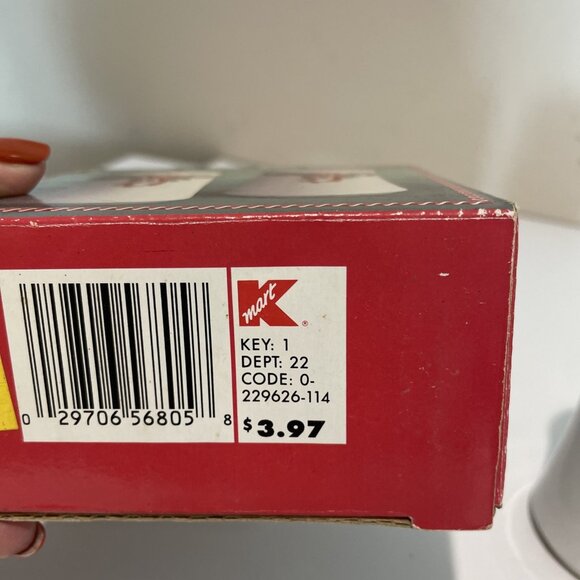 0 29706 56805 8
K mart ®
KEY: 1
DEPT: 22
CODE: 0-
229626-114
$3.97